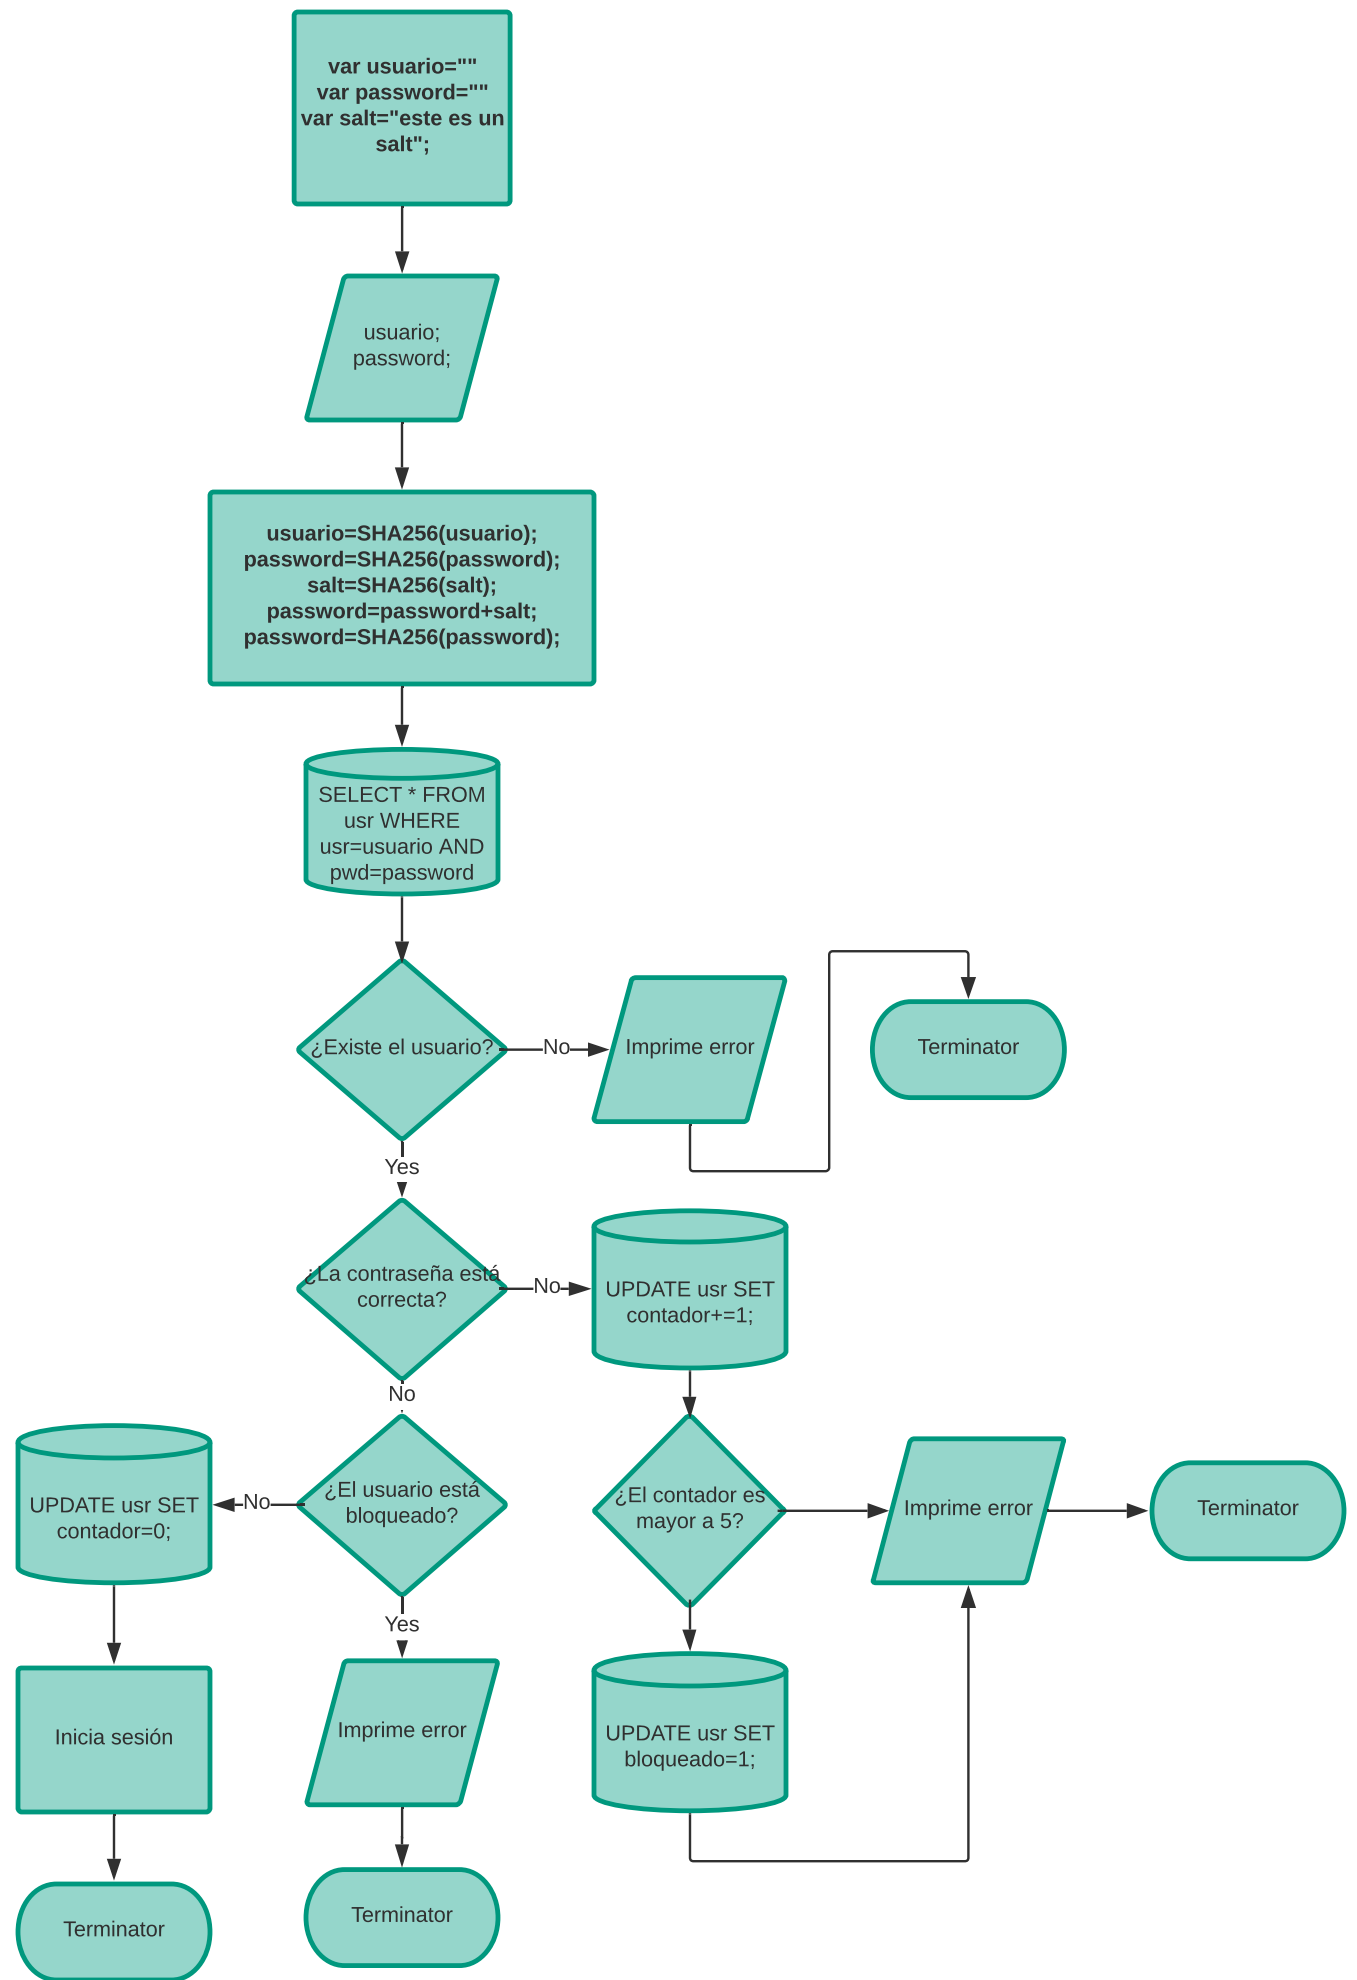 var usuario=""
var password=""
var salt="este es un
salt";
usuario;
password;
usuario=SHA256(usuario);
password=SHA256(password);
salt=SHA256(salt);
password=password+salt;
password=SHA256(password);
SELECT * FROM
usr WHERE
usr=usuario AND
pwd=password
¿Existe el usuario?
No
Imprime error
Terminator
Yes
¿La contraseña está
correcta?
No
UPDATE usr SET
contador+=1;
No
¿El usuario está
bloqueado?
No
UPDATE usr SET
contador=0;
¿El contador es
mayor a 5?
Imprime error
Terminator
Yes
Inicia sesión
Imprime error
UPDATE usr SET
bloqueado=1;
Terminator
Terminator